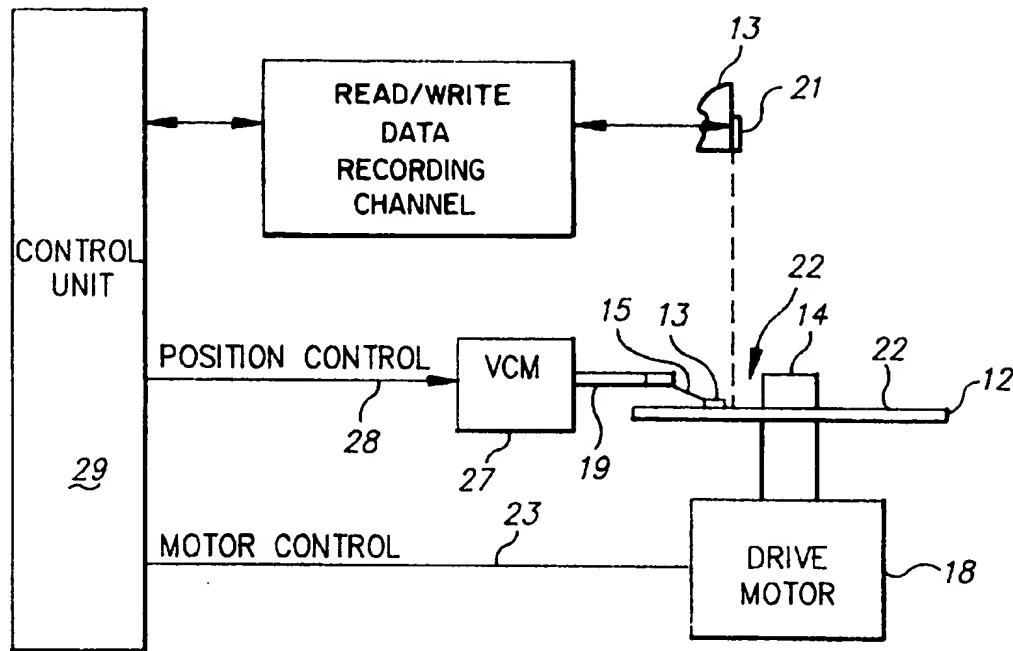 13
21
READ/WRITE
DATA
RECORDING
CHANNEL
CONTROL
UNIT
22
15
13
14
22
12
POSITION CONTROL
VCM
28
27
19
29
MOTOR CONTROL
23
DRIVE
MOTOR
18